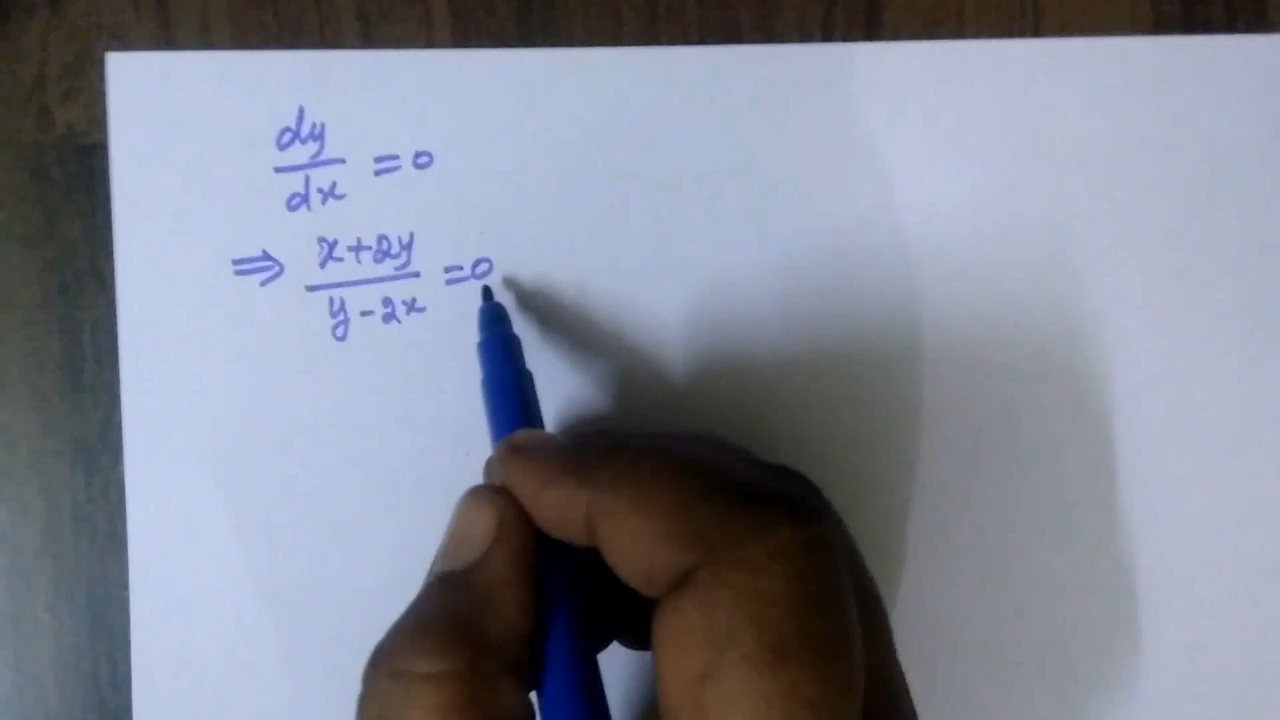 dy/dx = 0
⇒ x+2y/y-2x = 0